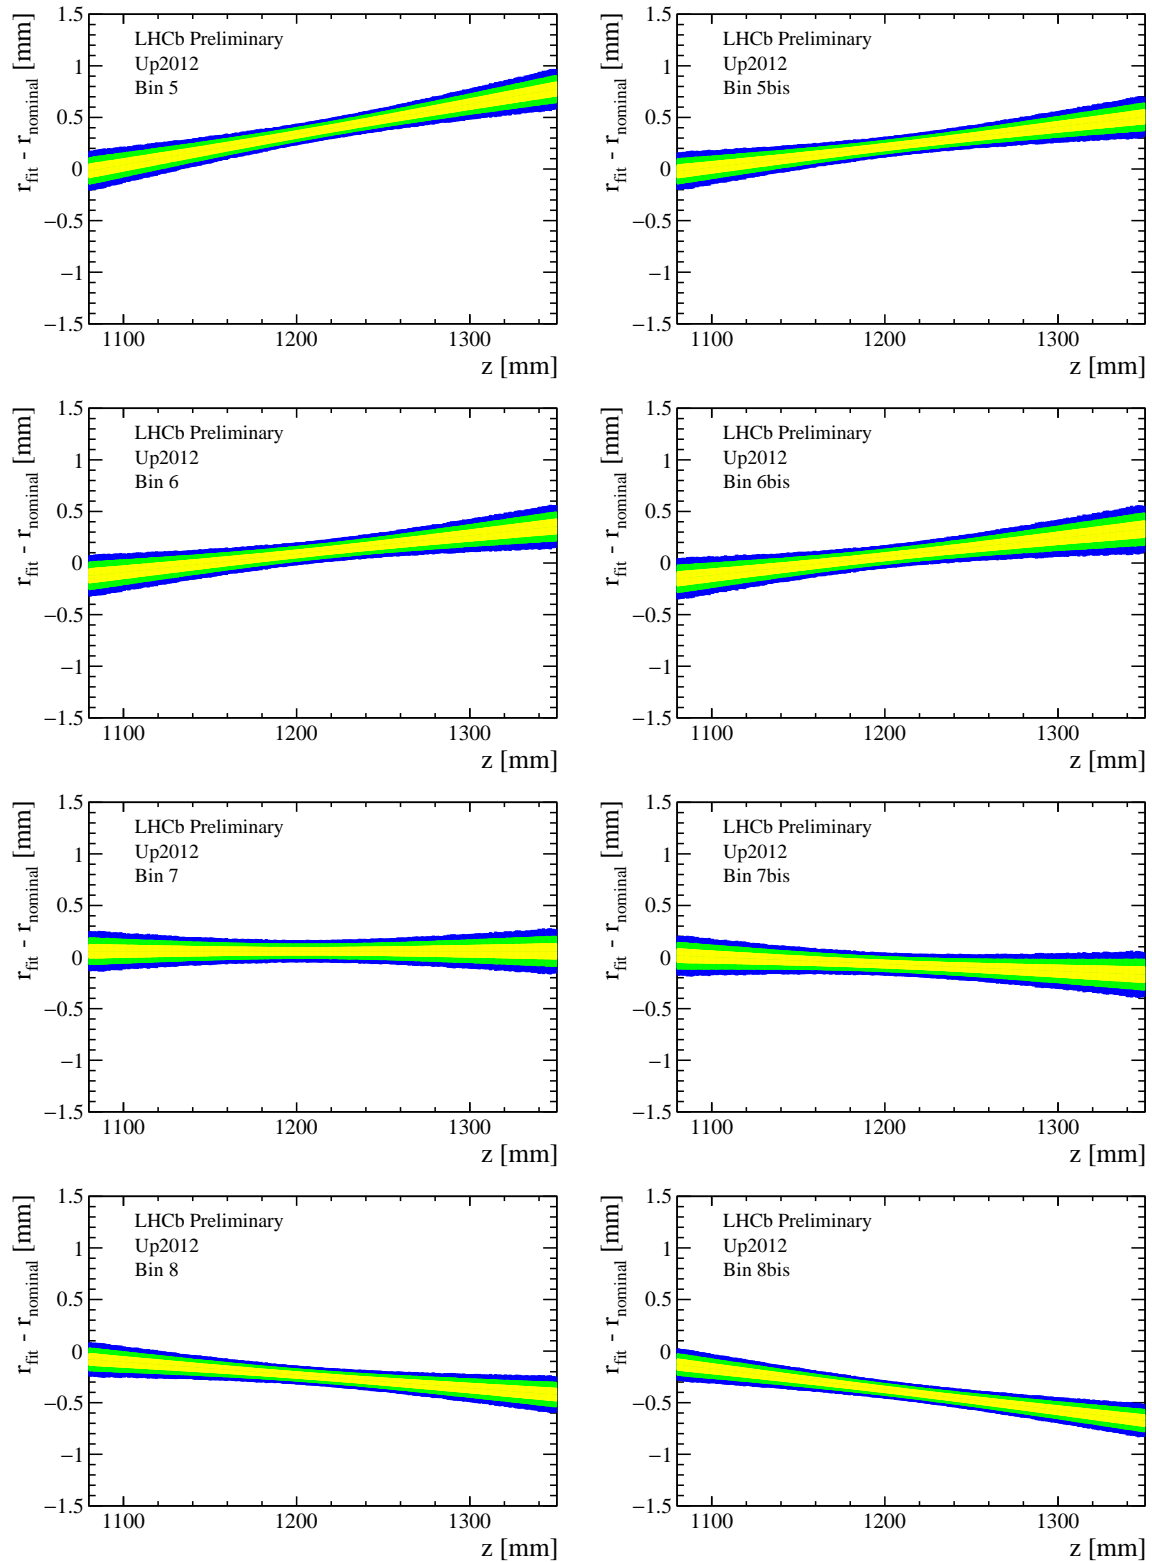 r_fit - r_nominal [mm]
1.5
1
0.5
0
−0.5
−1
−1.5
LHCb Preliminary
Up2012
Bin 5
1100 1200 1300
z [mm]
r_fit - r_nominal [mm]
1.5
1
0.5
0
−0.5
−1
−1.5
LHCb Preliminary
Up2012
Bin 5bis
1100 1200 1300
z [mm]
r_fit - r_nominal [mm]
1.5
1
0.5
0
−0.5
−1
−1.5
LHCb Preliminary
Up2012
Bin 6
1100 1200 1300
z [mm]
r_fit - r_nominal [mm]
1.5
1
0.5
0
−0.5
−1
−1.5
LHCb Preliminary
Up2012
Bin 6bis
1100 1200 1300
z [mm]
r_fit - r_nominal [mm]
1.5
1
0.5
0
−0.5
−1
−1.5
LHCb Preliminary
Up2012
Bin 7
1100 1200 1300
z [mm]
r_fit - r_nominal [mm]
1.5
1
0.5
0
−0.5
−1
−1.5
LHCb Preliminary
Up2012
Bin 7bis
1100 1200 1300
z [mm]
r_fit - r_nominal [mm]
1.5
1
0.5
0
−0.5
−1
−1.5
LHCb Preliminary
Up2012
Bin 8
1100 1200 1300
z [mm]
r_fit - r_nominal [mm]
1.5
1
0.5
0
−0.5
−1
−1.5
LHCb Preliminary
Up2012
Bin 8bis
1100 1200 1300
z [mm]